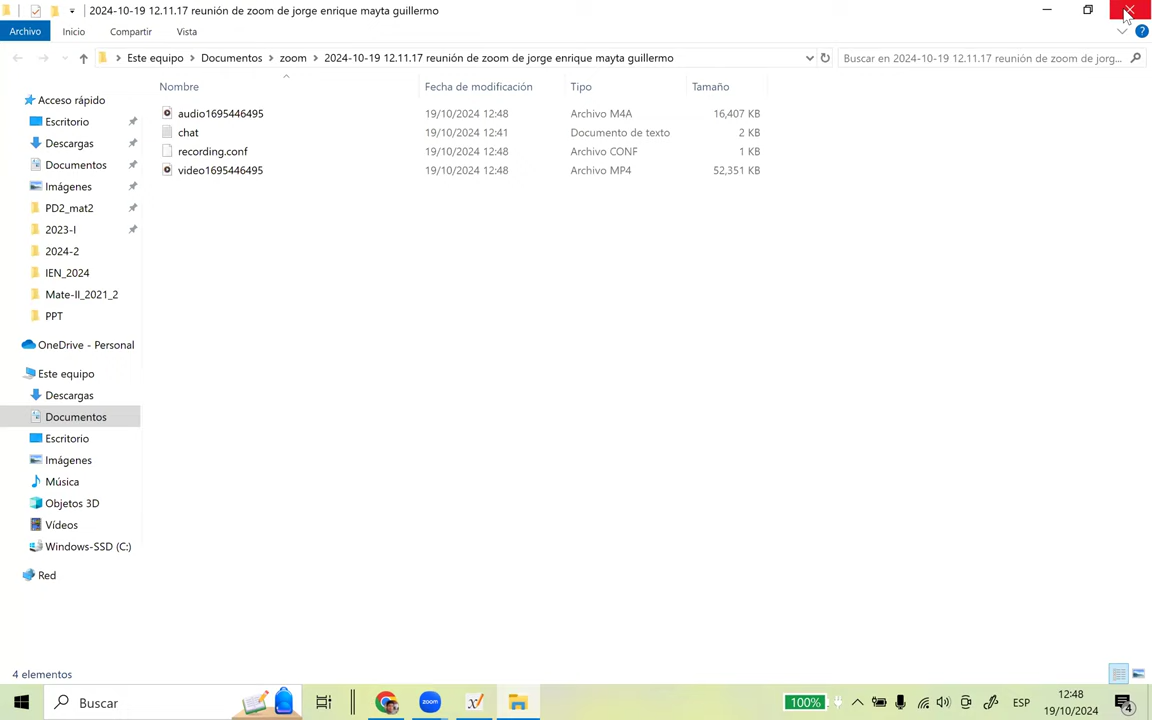 2024-10-19 12.11.17 reunión de zoom de jorge enrique mayta guillermo
Archivo Inicio Compartir Vista
Este equipo Documentos zoom 2024-10-19 12.11.17 reunión de zoom de jorge enrique mayta guillermo Buscar en 2024-10-19 12.11.17 reunión de zoom de jorg...
Nombre Fecha de modificación Tipo Tamaño
audio1695446495 19/10/2024 12:48 Archivo M4A 16,407 KB
chat 19/10/2024 12:41 Documento de texto 2 KB
recording.conf 19/10/2024 12:48 Archivo CONF 1 KB
video1695446495 19/10/2024 12:48 Archivo MP4 52,351 KB
Acceso rápido
Escritorio
Descargas
Documentos
Imágenes
PD2_mat2
2023-I
2024-2
IEN_2024
Mate-II_2021_2
PPT
OneDrive - Personal
Este equipo
Descargas
Documentos
Escritorio
Imágenes
Música
Objetos 3D
Vídeos
Windows-SSD (C:)
Red
4 elementos
Buscar
zoom
100%
ESP
12:48
19/10/2024
4